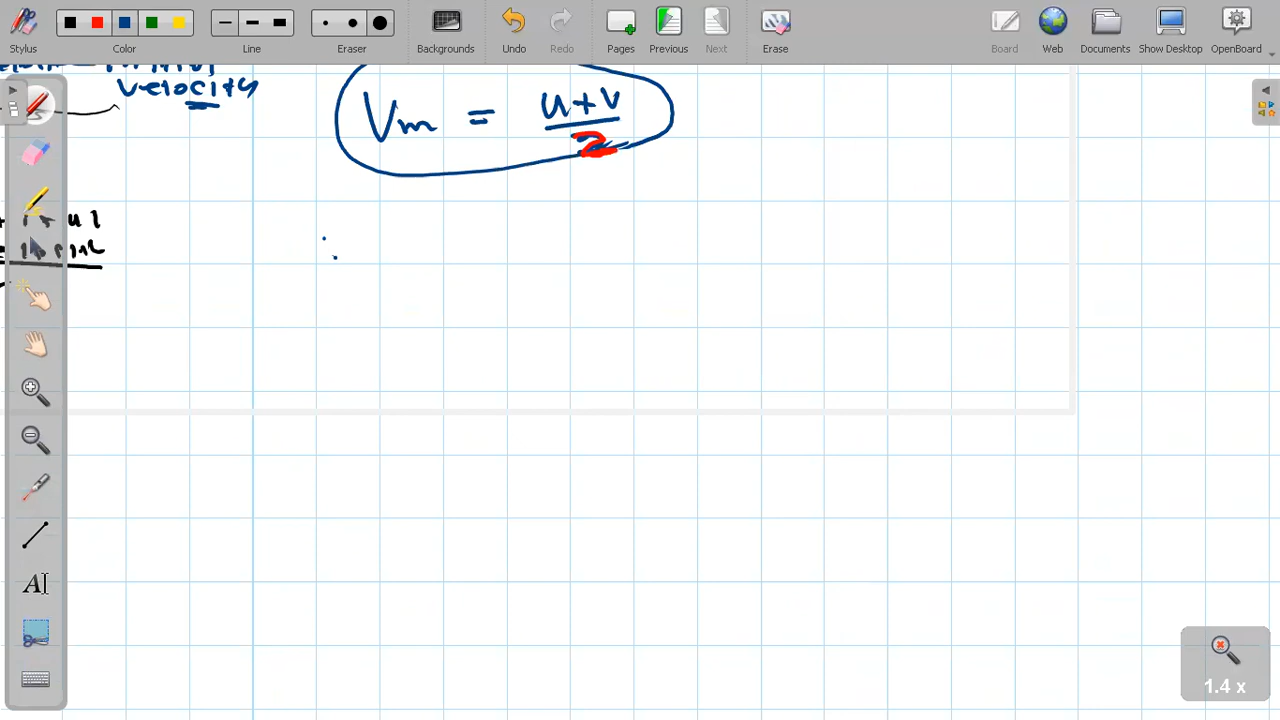 Stylus Color Line Eraser Backgrounds Undo Redo Pages Previous Next Erase Board Web Documents Show Desktop OpenBoard
velocity
Vm = u+v
2
A
1.4 x